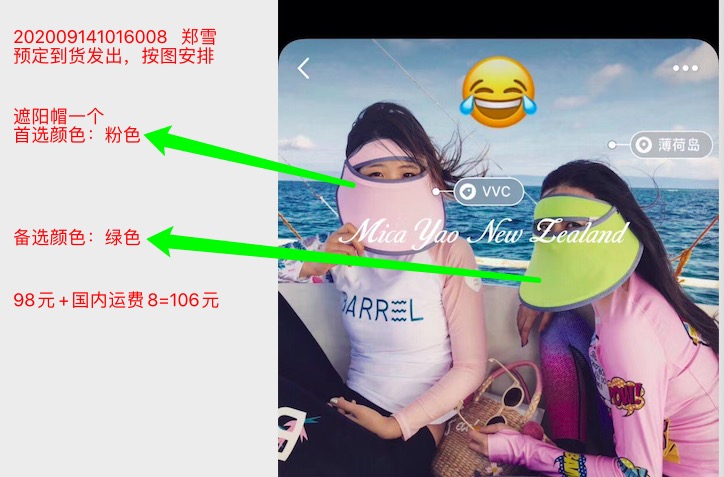 202009141016008 郑雪
预定到货发出，按图安排
遮阳帽一个
首选颜色：粉色
备选颜色：绿色
98元+国内运费8=106元
薄荷岛
VVC
Mica Yao New Zealand
BARREL
POW!